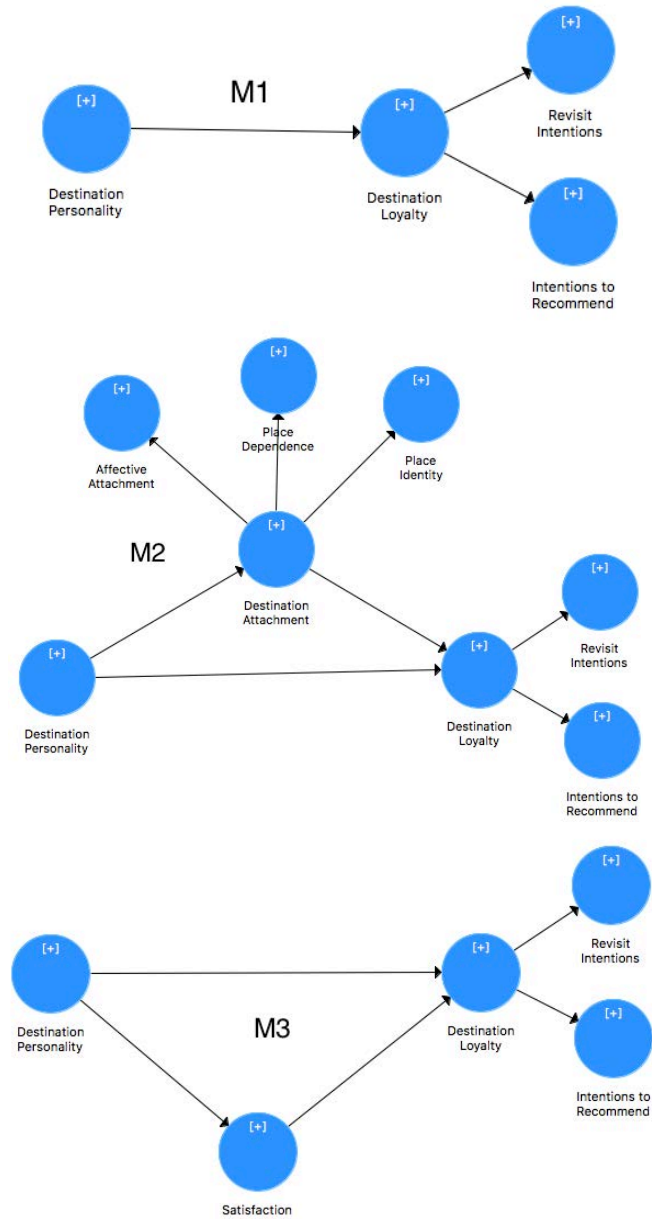 [+]
Revisit
Intentions
M1
[+]
Destination
Personality
[+]
Destination
Loyalty
[+]
Intentions to
Recommend
[+]
Affective
Attachment
[+]
Place
Dependence
[+]
Place
Identity
M2
[+]
Destination
Attachment
[+]
Destination
Personality
[+]
Destination
Loyalty
[+]
Revisit
Intentions
[+]
Intentions to
Recommend
[+]
Destination
Personality
M3
[+]
Destination
Loyalty
[+]
Revisit
Intentions
[+]
Intentions to
Recommend
[+]
Satisfaction